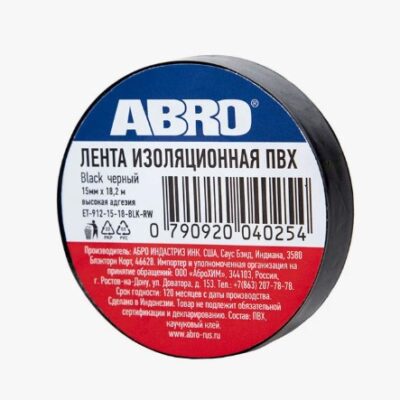 ABRO®
ЛЕНТА ИЗОЛЯЦИОННАЯ ПВХ
Black черный
15мм х 18,2 м
высокая адгезия
ET-912-15-18-BLK-RW
0 790920 040254
Производитель: АБРО ИНДАСТРИЗ ИНК. США, Саус Бэнд, Индиана, 3580
Блэкторн Корт, 46628. Импортер и уполномоченная организация на
принятие обращений: ООО «АброХИМ», 344103, Россия,
г. Ростов-на-Дону, ул. Доватора, д. 153. Тел.: +7(863) 207-78-78.
Срок годности: 120 месяцев с даты производства.
Сделано в Индонезии. Товар не подлежит обязательной
сертификации и декларированию. Состав: ПВХ,
каучуковый клей.
www.abro-rus.ru